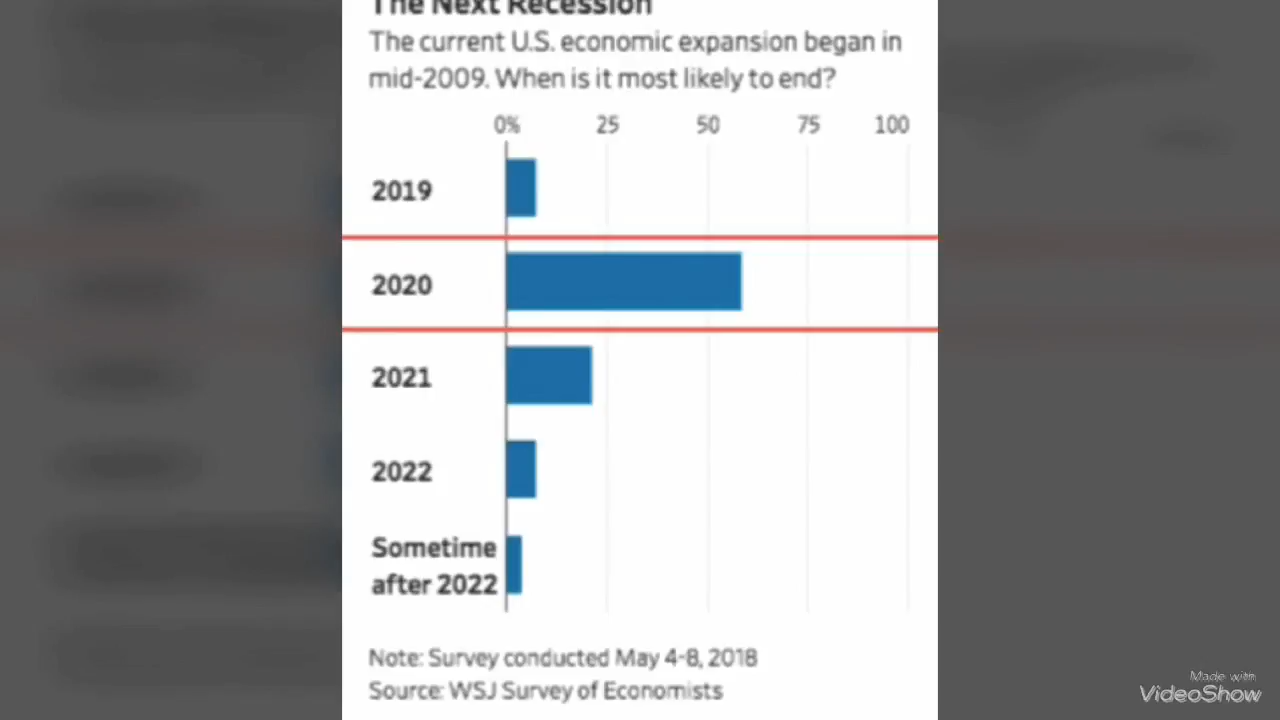 The Next Recession
The current U.S. economic expansion began in
mid-2009. When is it most likely to end?
0% 25 50 75 100
2019
2020
2021
2022
Sometime
after 2022
Note: Survey conducted May 4-8, 2018
Source: WSJ Survey of Economists
Made with
VideoShow